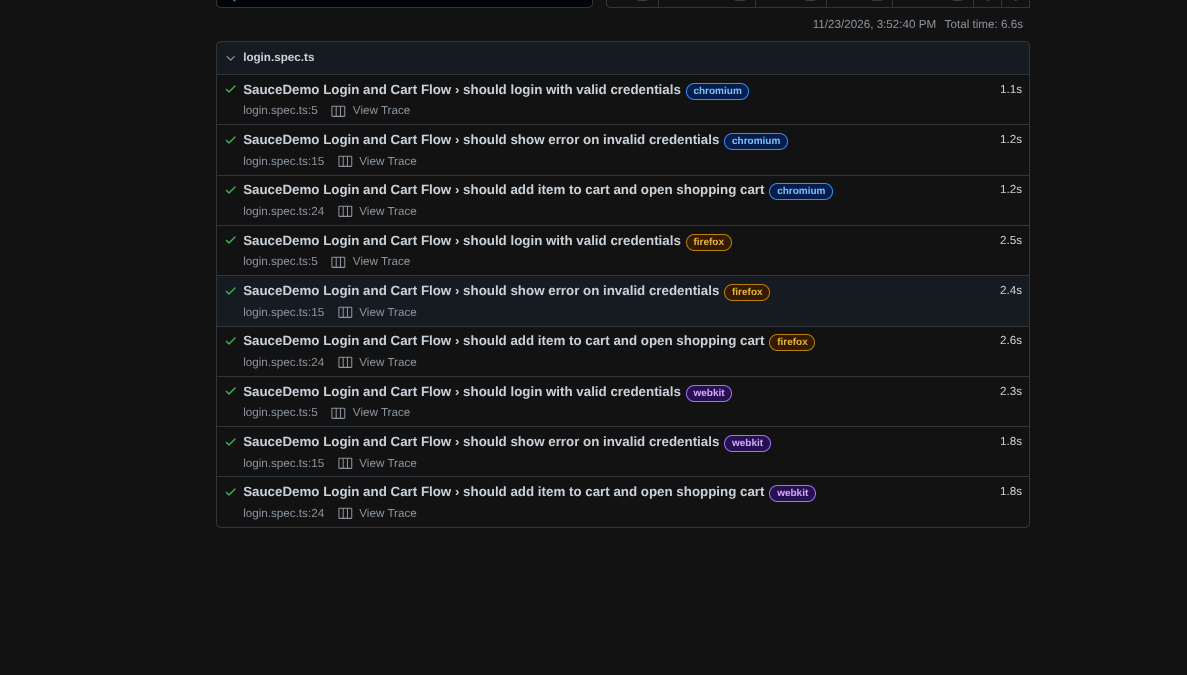 11/23/2026, 3:52:40 PM Total time: 6.6s
login.spec.ts
SauceDemo Login and Cart Flow › should login with valid credentials chromium 1.1s
login.spec.ts:5 View Trace
SauceDemo Login and Cart Flow › should show error on invalid credentials chromium 1.2s
login.spec.ts:15 View Trace
SauceDemo Login and Cart Flow › should add item to cart and open shopping cart chromium 1.2s
login.spec.ts:24 View Trace
SauceDemo Login and Cart Flow › should login with valid credentials firefox 2.5s
login.spec.ts:5 View Trace
SauceDemo Login and Cart Flow › should show error on invalid credentials firefox 2.4s
login.spec.ts:15 View Trace
SauceDemo Login and Cart Flow › should add item to cart and open shopping cart firefox 2.6s
login.spec.ts:24 View Trace
SauceDemo Login and Cart Flow › should login with valid credentials webkit 2.3s
login.spec.ts:5 View Trace
SauceDemo Login and Cart Flow › should show error on invalid credentials webkit 1.8s
login.spec.ts:15 View Trace
SauceDemo Login and Cart Flow › should add item to cart and open shopping cart webkit 1.8s
login.spec.ts:24 View Trace